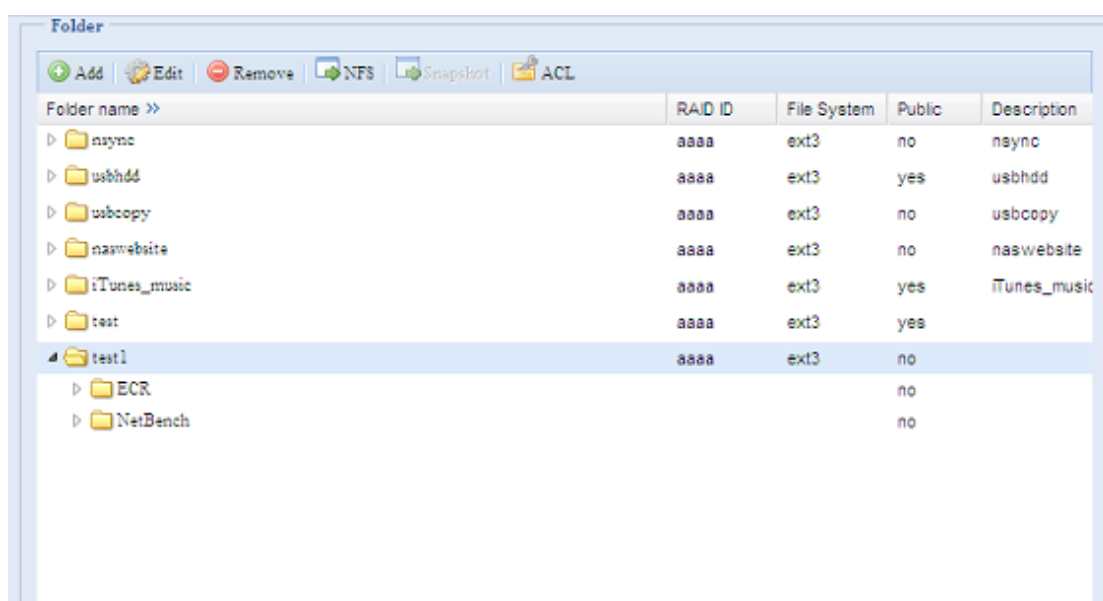 Folder
Add Edit Remove NFS Snapshot ACL
Folder name » RAID ID File System Public Description
nsync aaaa ext3 no nsync
usbhdd aaaa ext3 yes usbhdd
usbcopy aaaa ext3 no usbcopy
naswebsite aaaa ext3 no naswebsite
iTunes_music aaaa ext3 yes iTunes_music
test aaaa ext3 yes
test1 aaaa ext3 no
ECR no
NetBench no